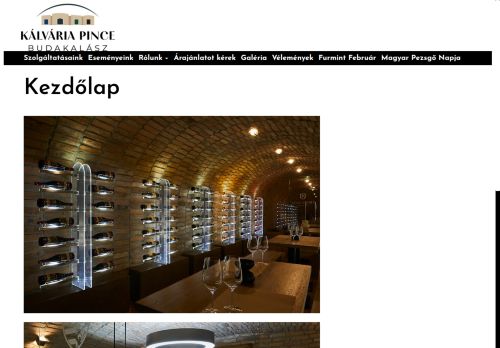 KÁLVÁRIA PINCE
BUDAKALÁSZ
Szolgáltatásaink Eseményeink Rólunk Árajánlatot kérek Galéria Vélemények Furmint Február Magyar Pezsgő Napja
Kezdőlap